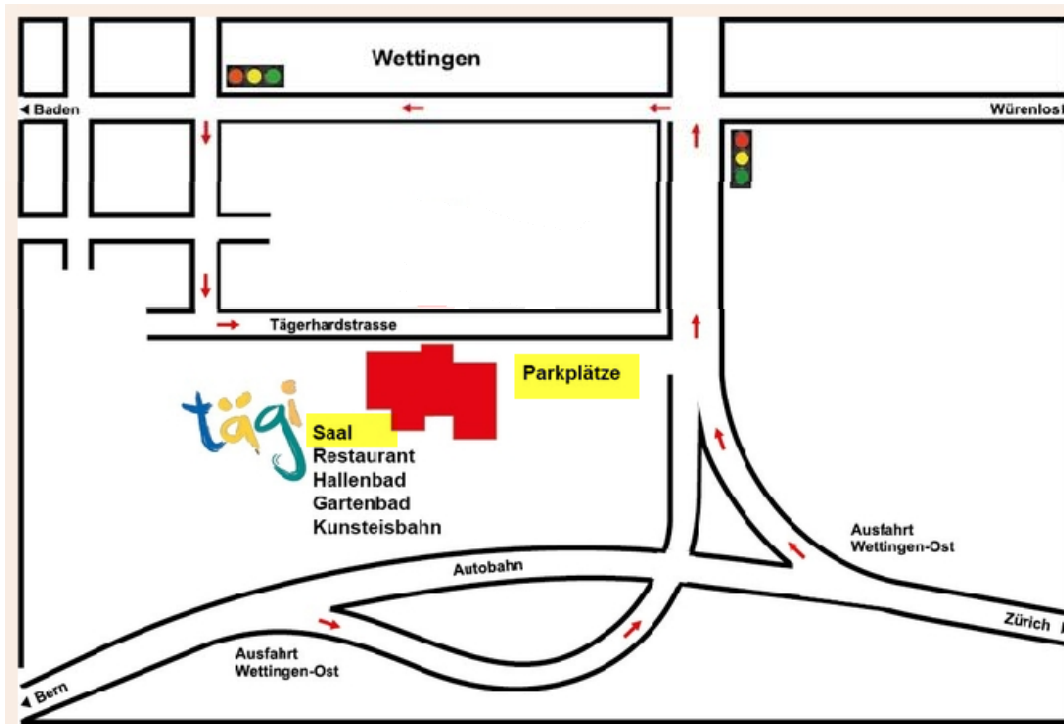 Wettingen
Baden
Würenlos
Tägerhardstrasse
Parkplätze
tägi
Saal
Restaurant
Hallenbad
Gartenbad
Kunsteisbahn
Ausfahrt
Wettingen-Ost
Autobahn
Zürich
Ausfahrt
Wettingen-Ost
Bern